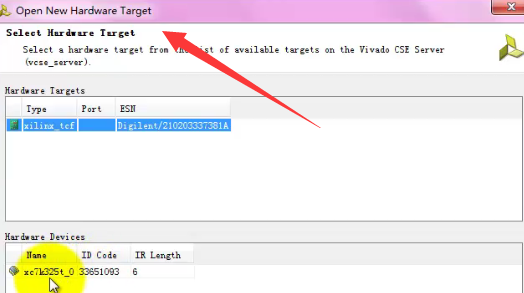 Open New Hardware Target
Select Hardware Target
Select a hardware target from the list of available targets on the Vivado CSE Server
(vcse_server).
Hardware Targets
Type Port ESN
xilinx_tcf Digilent/210203337381A
Hardware Devices
Name ID Code IR Length
xc7k325t_0 33651093 6